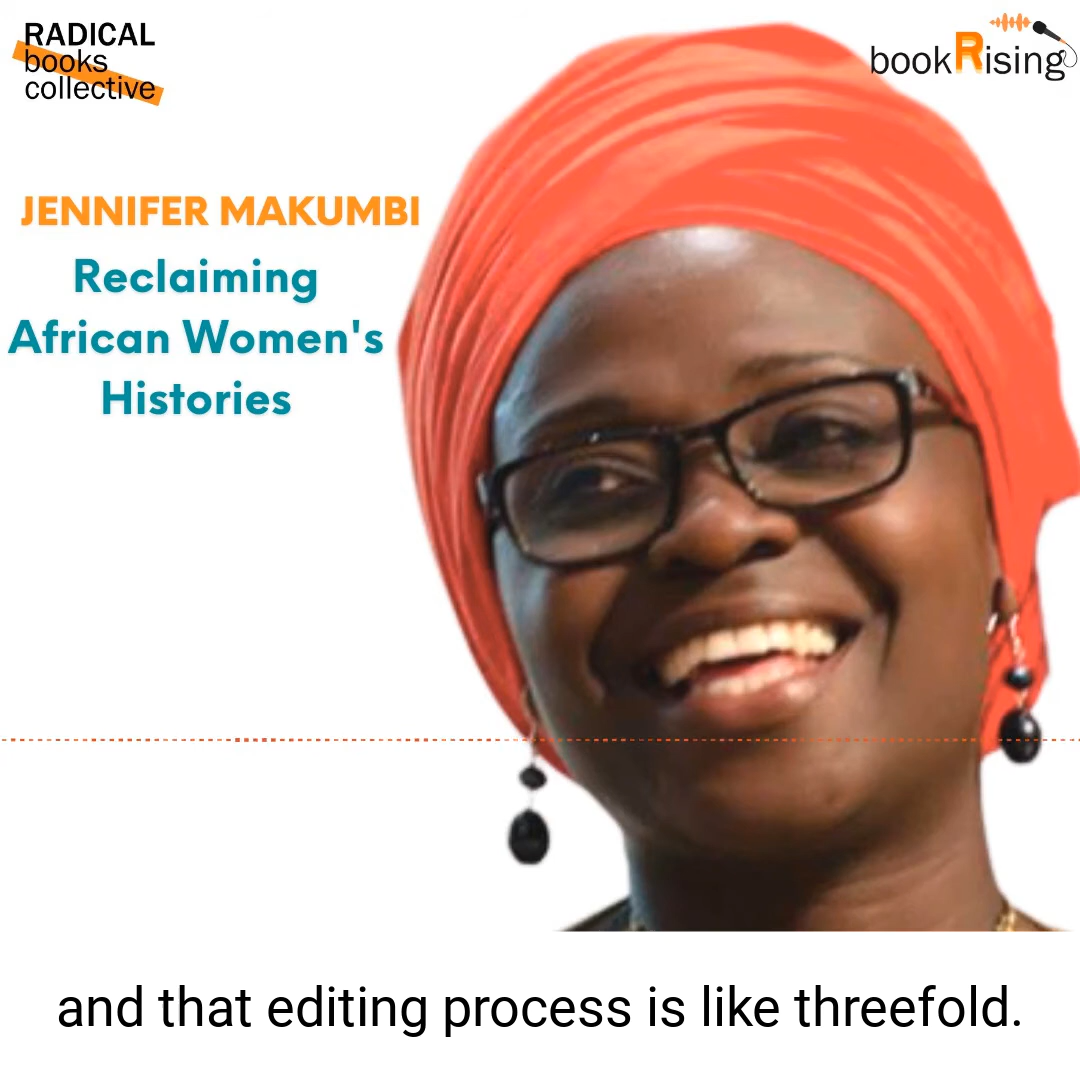 RADICAL
books
collective
bookRising
JENNIFER MAKUMBI
Reclaiming
African Women's
Histories
and that editing process is like threefold.